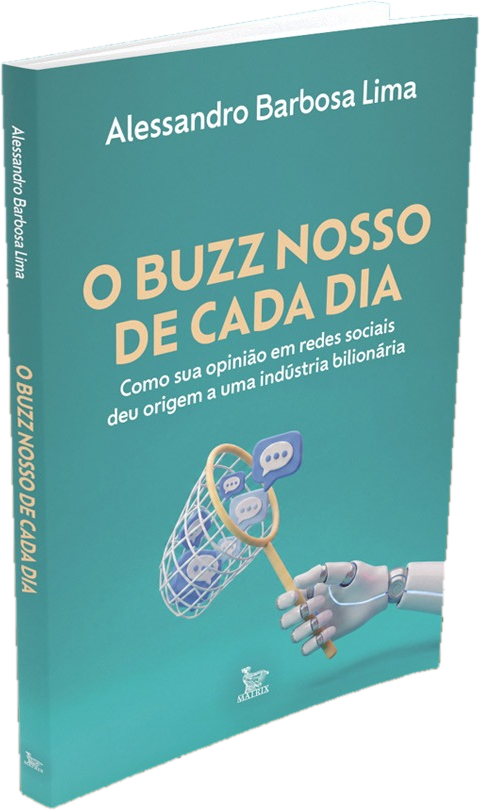 Alessandro Barbosa Lima
O BUZZ NOSSO
DE CADA DIA
Como sua opinião em redes sociais
deu origem a uma indústria bilionária
MATRIX
Alessandro Barbosa Lima
O BUZZ NOSSO DE CADA DIA
MATRIX